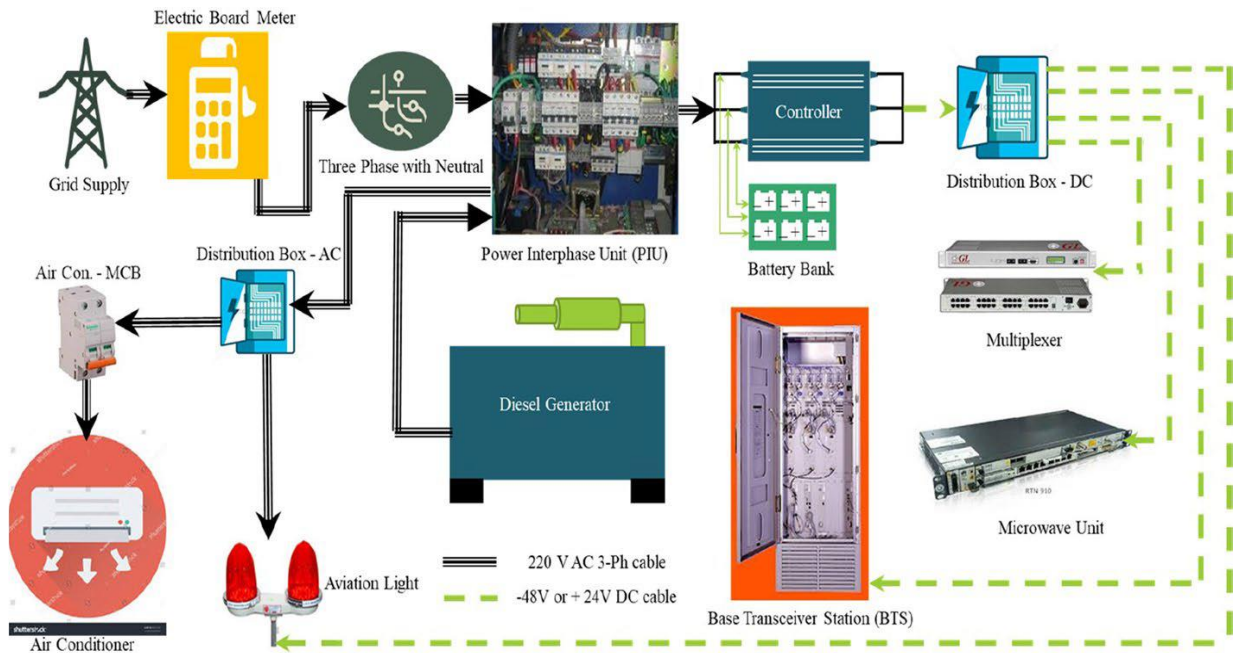 Electric Board Meter
Grid Supply
Three Phase with Neutral
Power Interphase Unit (PIU)
Controller
Battery Bank
Distribution Box - DC
Distribution Box - AC
Air Con. - MCB
Diesel Generator
Multiplexer
RTN 910
Microwave Unit
Aviation Light
220 V AC 3-Ph cable
-48V or + 24V DC cable
Base Transceiver Station (BTS)
shutterstock
Air Conditioner